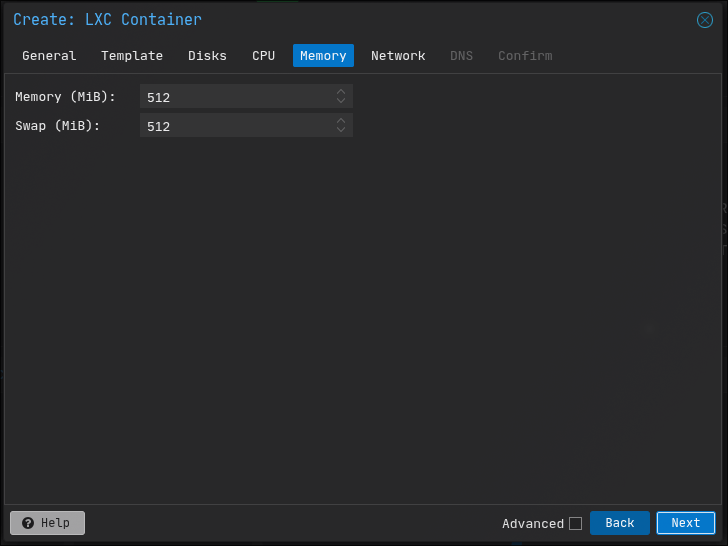 Create: LXC Container
General Template Disks CPU Memory Network DNS Confirm
Memory (MiB): 512
Swap (MiB): 512
Help Advanced Back Next